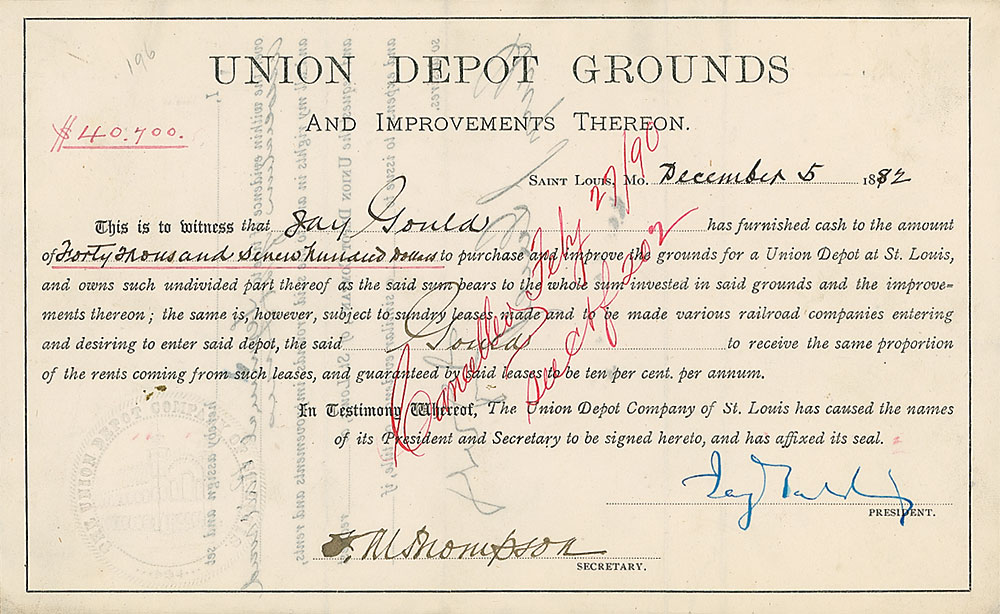 196
UNION DEPOT GROUNDS
AND IMPROVEMENTS THEREON.
$40.700.
SAINT LOUIS, MO. December 5 1882
This is to witness that Jay Gould has furnished cash to the amount
of Forty Thousand Seven Hundred Dollars to purchase and improve the grounds for a Union Depot at St. Louis,
and owns such undivided part thereof as the said sum bears to the whole sum invested in said grounds and the improve-
ments thereon; the same is, however, subject to sundry leases made and to be made various railroad companies entering
and desiring to enter said depot, the said Gould to receive the same proportion
of the rents coming from such leases, and guaranteed by said leases to be ten per cent. per annum.
In Testimony Whereof, The Union Depot Company of St. Louis has caused the names
of its President and Secretary to be signed hereto, and has affixed its seal.
Cancelled Feby 27/90
see ctf 202
PRESIDENT.
Thompson
SECRETARY.